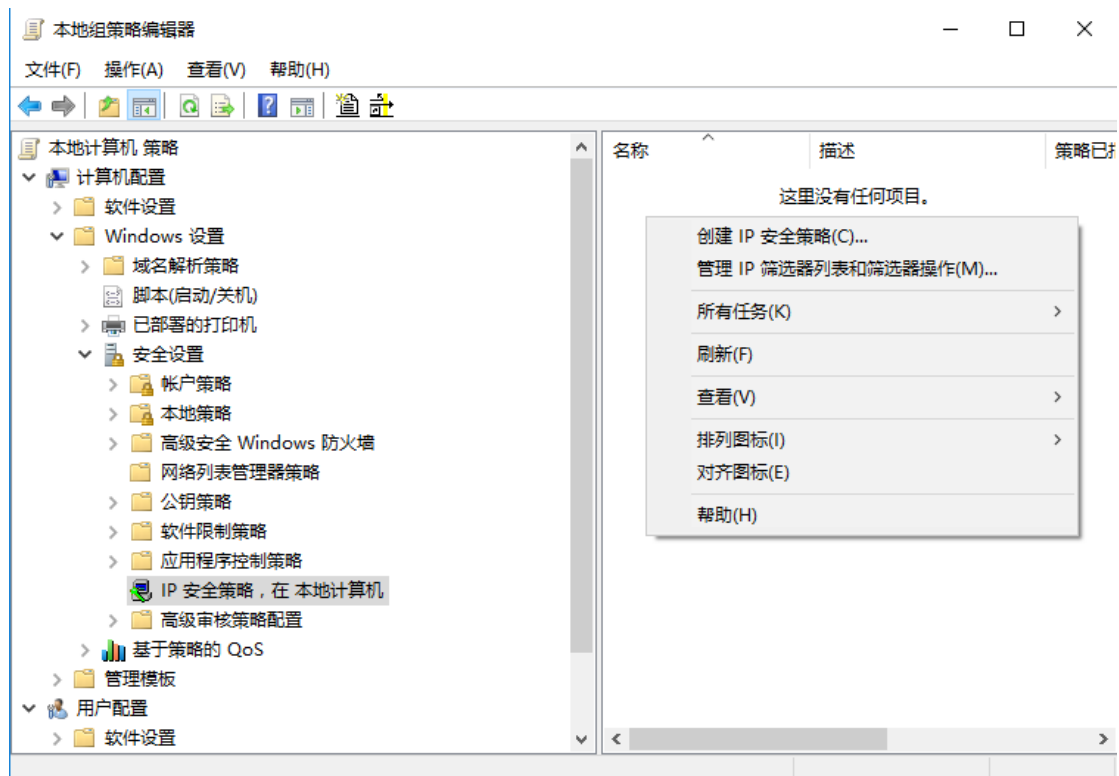 本地组策略编辑器
文件(F) 操作(A) 查看(V) 帮助(H)
本地计算机 策略
计算机配置
软件设置
Windows 设置
域名解析策略
脚本(启动/关机)
已部署的打印机
安全设置
帐户策略
本地策略
高级安全 Windows 防火墙
网络列表管理器策略
公钥策略
软件限制策略
应用程序控制策略
IP 安全策略，在 本地计算机
高级审核策略配置
基于策略的 QoS
管理模板
用户配置
软件设置
名称 描述 策略已
这里没有任何项目。
创建 IP 安全策略(C)...
管理 IP 筛选器列表和筛选器操作(M)...
所有任务(K)
刷新(F)
查看(V)
排列图标(I)
对齐图标(E)
帮助(H)